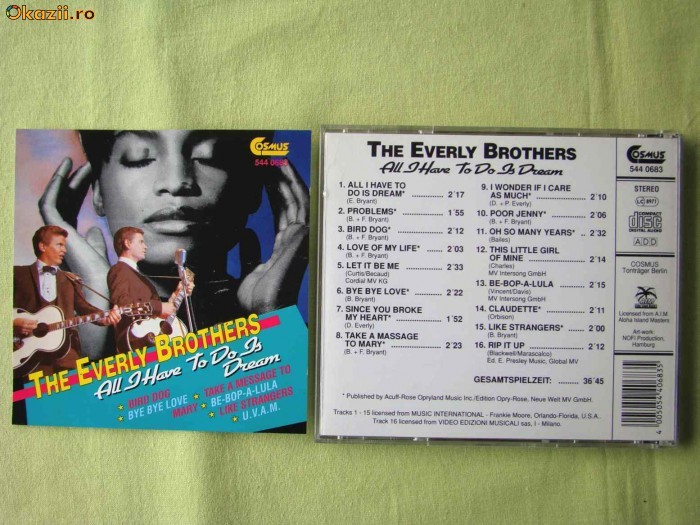 Okazii.ro
COSMUS
544 0683
THE EVERLY BROTHERS
All I Have To Do Is
Dream
★ BIRD DOG
★ BYE BYE LOVE
★ TAKE A MESSAGE TO
MARY ★ BE-BOP-A-LULA
★ LIKE STRANGERS
★ U.V.A.M.
THE EVERLY BROTHERS
All I Have To Do Is Dream
1. ALL I HAVE TO
DO IS DREAM* ........... 2'17
(E. Bryant)
2. PROBLEMS* ............... 1'55
(B. + F. Bryant)
3. BIRD DOG* ................ 2'12
(B. + F. Bryant)
4. LOVE OF MY LIFE* .. 2'03
(B. + F. Bryant)
5. LET IT BE ME ............ 2'33
(Curtis/Becaud)
Cordial MV KG
6. BYE BYE LOVE* ........ 2'22
(B. Bryant)
7. SINCE YOU BROKE
MY HEART* ................ 1'52
(D. Everly)
8. TAKE A MASSAGE
TO MARY* .................. 2'23
(B. + F. Bryant)
9. I WONDER IF I CARE
AS MUCH* .................. 2'10
(D. + P. Everly)
10. POOR JENNY* .......... 2'06
(B. + F. Bryant)
11. OH SO MANY YEARS* .. 2'32
(Bailes)
12. THIS LITTLE GIRL
OF MINE .................... 2'14
(Charles)
MV Intersong GmbH
13. BE-BOP-A-LULA ....... 2'15
(Vincent/Davis)
MV Intersong GmbH
14. CLAUDETTE* ............ 2'11
(Orbison)
15. LIKE STRANGERS* ... 2'00
(B. + F. Bryant)
16. RIP IT UP .................. 2'12
(Blackwell/Marascalco)
Ed. E. Presley Music, Global MV
GESAMTSPIELZEIT: ........ 36'45
* Published by Acuff-Rose Opryland Music Inc./Edition Opry-Rose, Neue Welt MV GmbH.
Tracks 1 - 15 licensed from MUSIC INTERNATIONAL - Frankie Moore, Orlando-Florida, U.S.A..
Track 16 licensed from VIDEO EDIZIONI MUSICALI sas, I - Milano.
COSMUS
544 0683
STEREO
LC 8971
COMPACT
disc
DIGITAL AUDIO
ADD
COSMUS
Tonträger Berlin
Licensed from A.I.M.
Aloha Island Masters
Art-work:
NOFI Production,
Hamburg
4 005054 406835